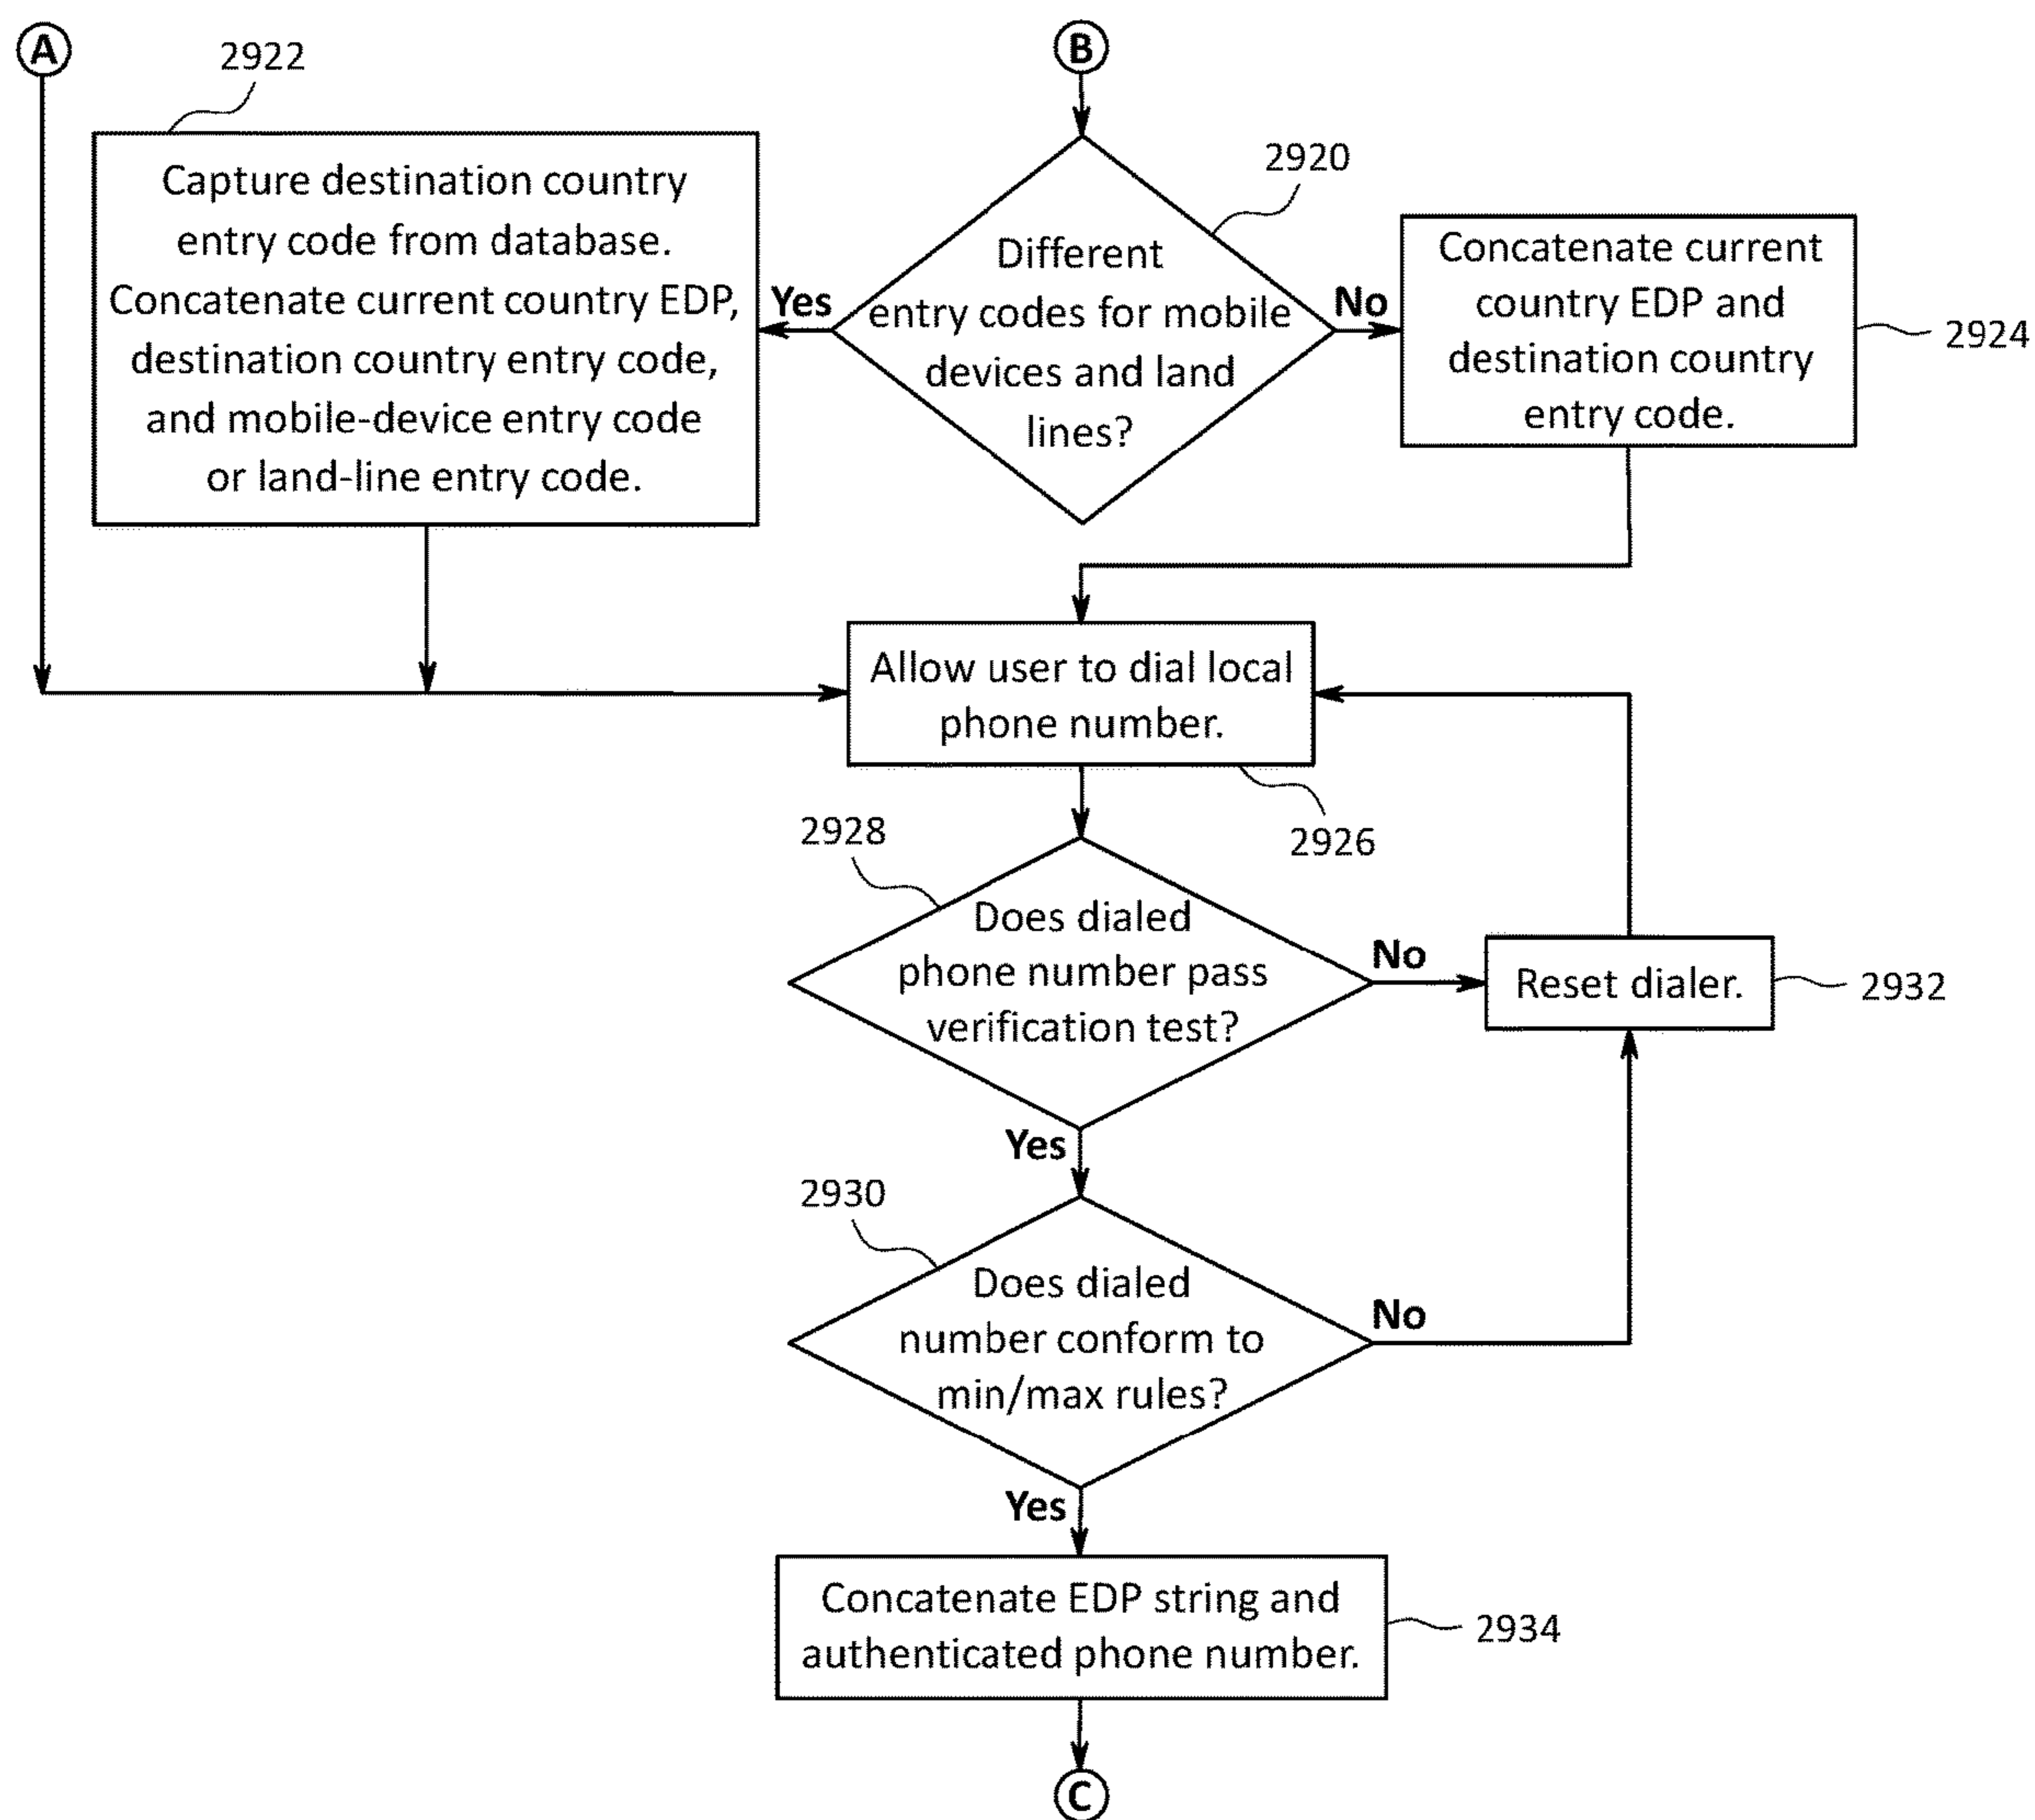 A
B
2922
2920
Capture destination country
entry code from database.
Concatenate current country EDP,
destination country entry code,
and mobile-device entry code
or land-line entry code.
Yes
Different
entry codes for mobile
devices and land
lines?
No
Concatenate current
country EDP and
destination country
entry code.
2924
Allow user to dial local
phone number.
2926
2928
Does dialed
phone number pass
verification test?
No
Reset dialer.
2932
Yes
2930
Does dialed
number conform to
min/max rules?
No
Yes
Concatenate EDP string and
authenticated phone number.
2934
C